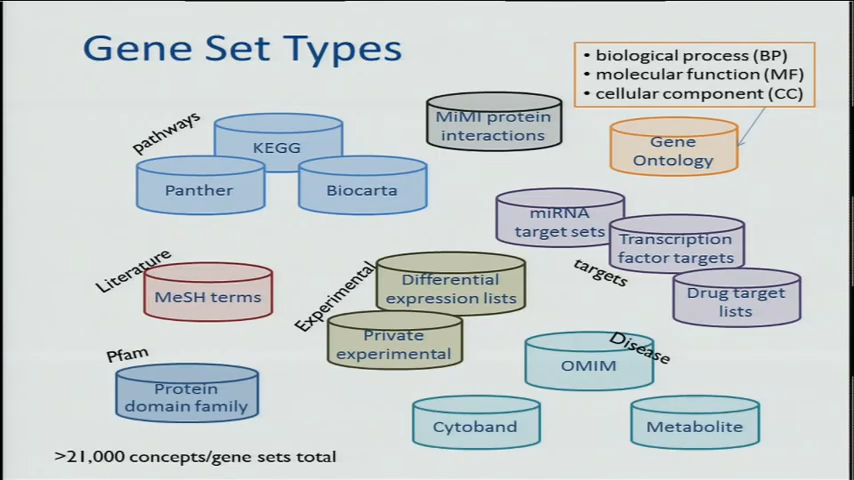 Gene Set Types
• biological process (BP)
• molecular function (MF)
• cellular component (CC)
pathways
KEGG
Panther
Biocarta
MiMI protein
interactions
Gene
Ontology
miRNA
target sets
Transcription
factor targets
Drug target
lists
targets
Literature
MeSH terms
Experimental
Differential
expression lists
Private
experimental
Pfam
Protein
domain family
Disease
OMIM
Cytoband
Metabolite
>21,000 concepts/gene sets total